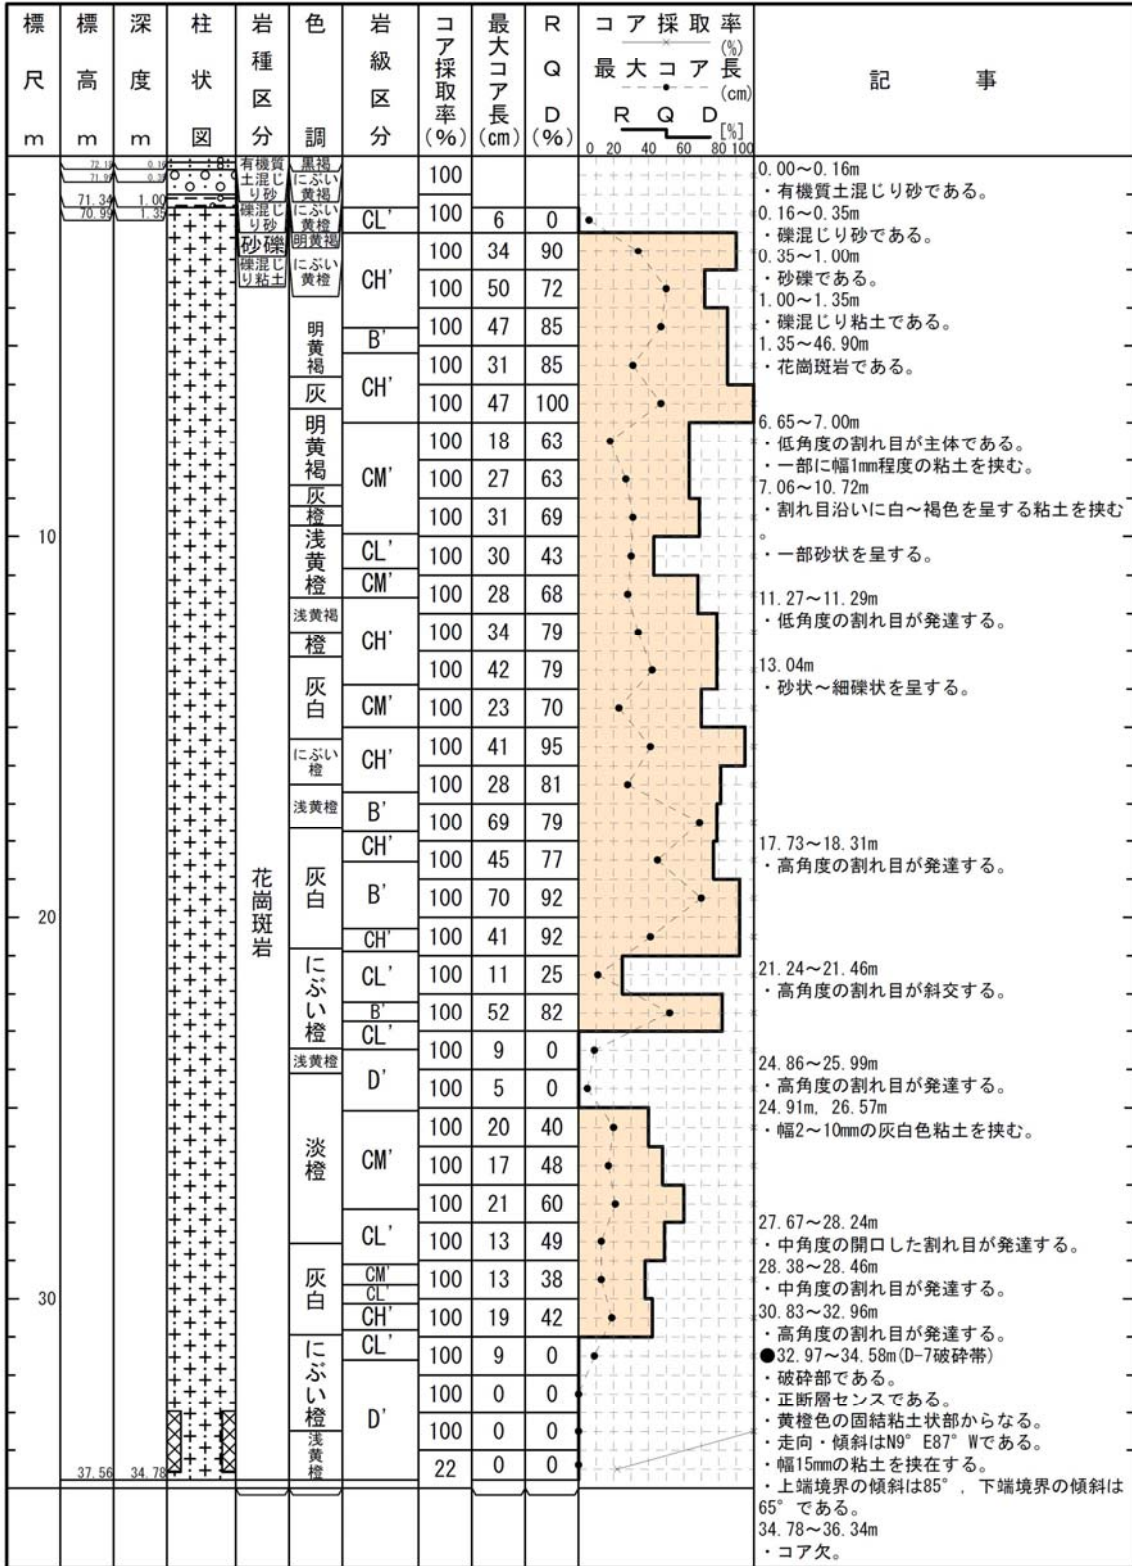 標尺m
標高m
深度m
柱状図
岩種区分
色調
岩級区分
コア採取率(%)
最大コア長(cm)
RQD(%)
コア採取率
(%)
最大コア長
(cm)
RQD
[%]
0 20 40 60 80 100
記事
71.34 1.00
70.99 1.35
10
20
30
37.56 34.78
有機質
土混じ
り砂
礫混じ
り砂
砂礫
礫混じ
り粘土
花崗斑岩
黒褐
にぶい
黄褐
にぶい
黄橙
明黄褐
にぶい
黄橙
明黄褐
灰
明黄褐
灰
橙
浅黄橙
浅黄褐
橙
灰白
にぶい
橙
浅黄橙
灰白
にぶい橙
浅黄橙
淡橙
灰白
にぶい橙
浅黄橙
CL'
CH'
B'
CH'
CM'
CL'
CM'
CH'
CM'
CH'
B'
CH'
B'
CH'
CL'
B'
CL'
D'
CM'
CL'
CM'
CL'
CH'
CL'
D'
100
100 6 0
100 34 90
100 50 72
100 47 85
100 31 85
100 47 100
100 18 63
100 27 63
100 31 69
100 30 43
100 28 68
100 34 79
100 42 79
100 23 70
100 41 95
100 28 81
100 69 79
100 45 77
100 70 92
100 41 92
100 11 25
100 52 82
100 9 0
100 5 0
100 20 40
100 17 48
100 21 60
100 13 49
100 13 38
100 19 42
100 9 0
100 0 0
100 0 0
22 0 0
0.00～0.16m
・有機質土混じり砂である。
0.16～0.35m
・礫混じり砂である。
0.35～1.00m
・砂礫である。
1.00～1.35m
・礫混じり粘土である。
1.35～46.90m
・花崗斑岩である。
6.65～7.00m
・低角度の割れ目が主体である。
・一部に幅1mm程度の粘土を挟む。
7.06～10.72m
・割れ目沿いに白～褐色を呈する粘土を挟む
。
・一部砂状を呈する。
11.27～11.29m
・低角度の割れ目が発達する。
13.04m
・砂状～細礫状を呈する。
17.73～18.31m
・高角度の割れ目が発達する。
21.24～21.46m
・高角度の割れ目が斜交する。
24.86～25.99m
・高角度の割れ目が発達する。
24.91m, 26.57m
・幅2～10mmの灰白色粘土を挟む。
27.67～28.24m
・中角度の開口した割れ目が発達する。
28.38～28.46m
・中角度の割れ目が発達する。
30.83～32.96m
・高角度の割れ目が発達する。
●32.97～34.58m(D-7破砕帯)
・破砕部である。
・正断層センスである。
・黄橙色の固結粘土状部からなる。
・走向・傾斜はN9°E87°Wである。
・幅15mmの粘土を挟在する。
・上端境界の傾斜は85°, 下端境界の傾斜は
65°である。
34.78～36.34m
・コア欠。